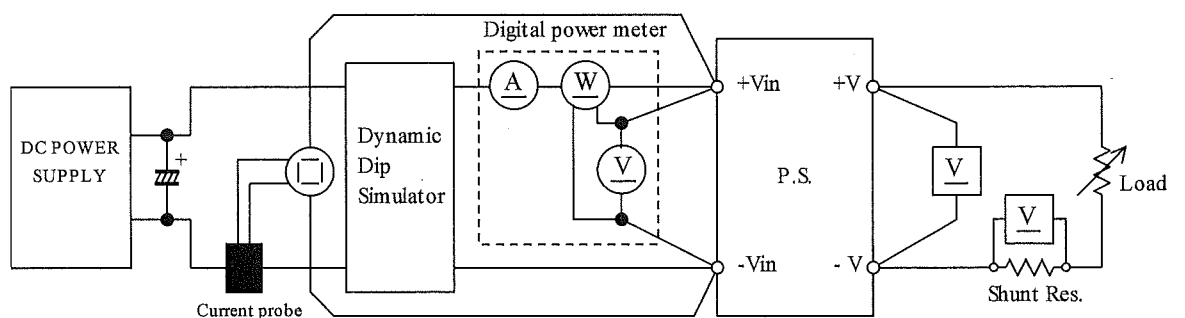 Digital power meter
DC POWER
SUPPLY
+
Dynamic
Dip
Simulator
A
W
V
+Vin
-Vin
P.S.
+V
- V
V
V
Load
Shunt Res.
Current probe